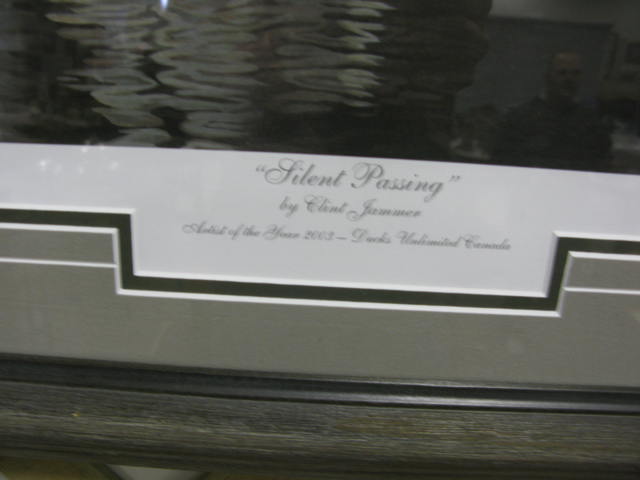 "Silent Passing"
by Clint Jammer
Artist of the Year 2003 - Ducks Unlimited Canada